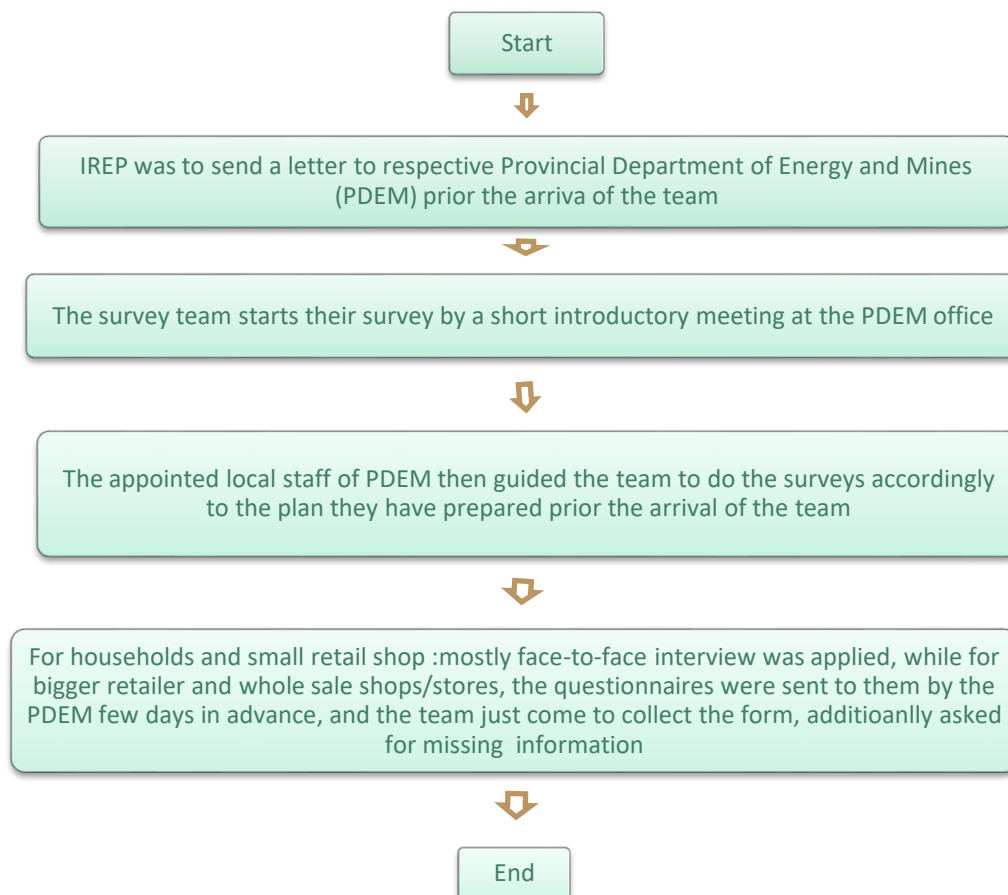 Start
IREP was to send a letter to respective Provincial Department of Energy and Mines
(PDEM) prior the arriva of the team
The survey team starts their survey by a short introductory meeting at the PDEM office
The appointed local staff of PDEM then guided the team to do the surveys accordingly
to the plan they have prepared prior the arrival of the team
For households and small retail shop :mostly face-to-face interview was applied, while for
bigger retailer and whole sale shops/stores, the questionnaires were sent to them by the
PDEM few days in advance, and the team just come to collect the form, additioanlly asked
for missing information
End